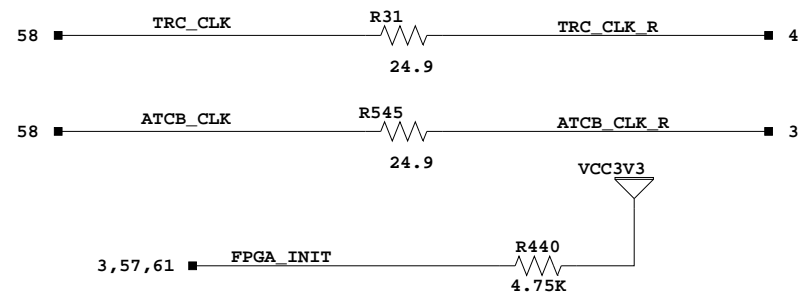 R31
58 TRC_CLK TRC_CLK_R 4
24.9
R545
58 ATCB_CLK ATCB_CLK_R 3
24.9
VCC3V3
R440
3,57,61 FPGA_INIT
4.75K